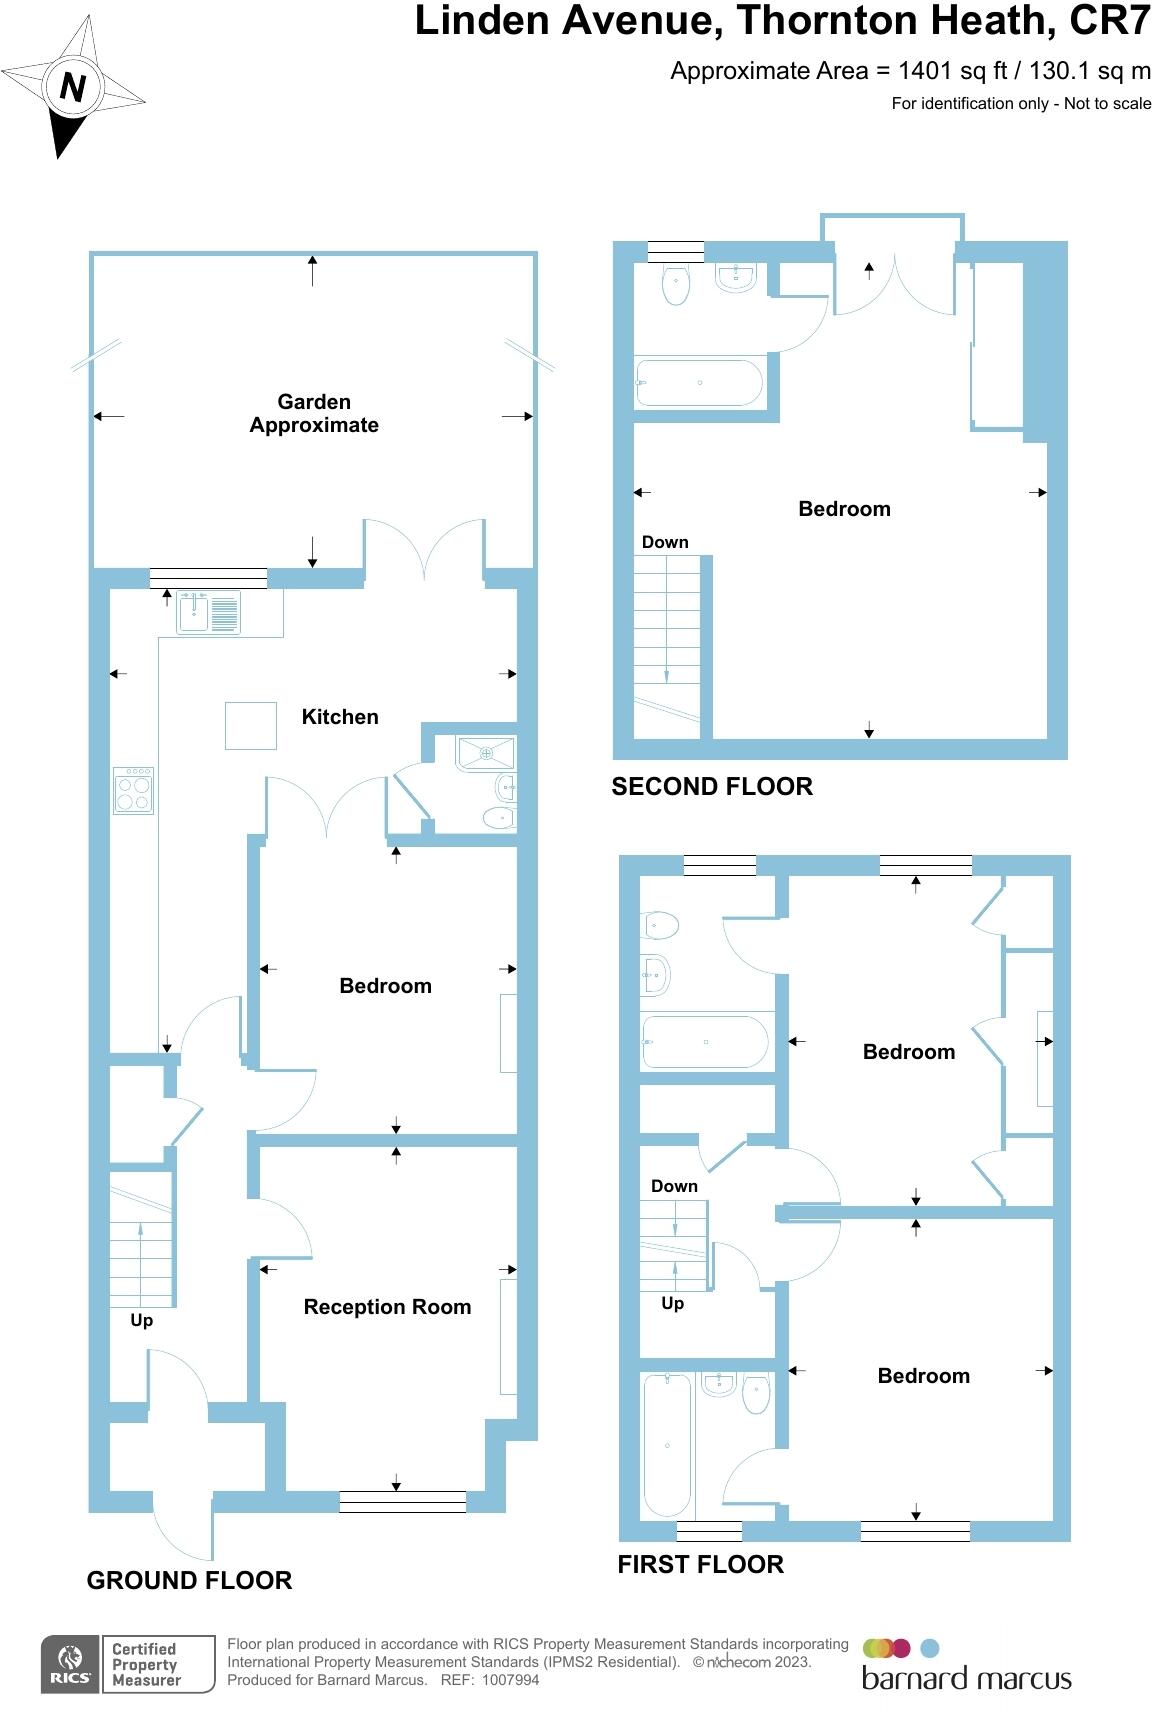 Linden Avenue, Thornton Heath, CR7
Approximate Area = 1401 sq ft / 130.1 sq m
For identification only - Not to scale
N
Garden
Approximate
Kitchen
Bedroom
Reception Room
Up
GROUND FLOOR
Bedroom
Down
SECOND FLOOR
Bedroom
Down
Up
Bedroom
FIRST FLOOR
RICS
Certified
Property
Measurer
Floor plan produced in accordance with RICS Property Measurement Standards incorporating
International Property Measurement Standards (IPMS2 Residential). © nichecom 2023.
Produced for Barnard Marcus. REF: 1007994
barnard marcus